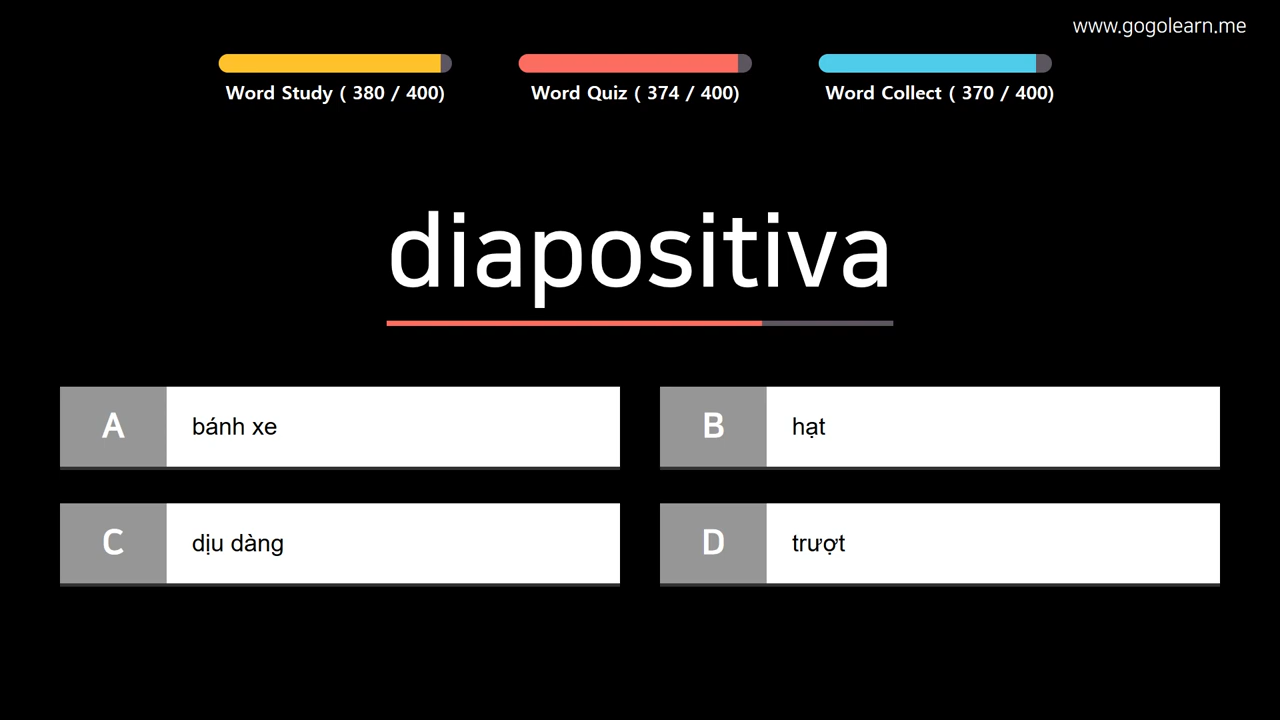 www.gogolearn.me
Word Study ( 380 / 400)
Word Quiz ( 374 / 400)
Word Collect ( 370 / 400)
diapositiva
A bánh xe
B hạt
C dịu dàng
D trượt